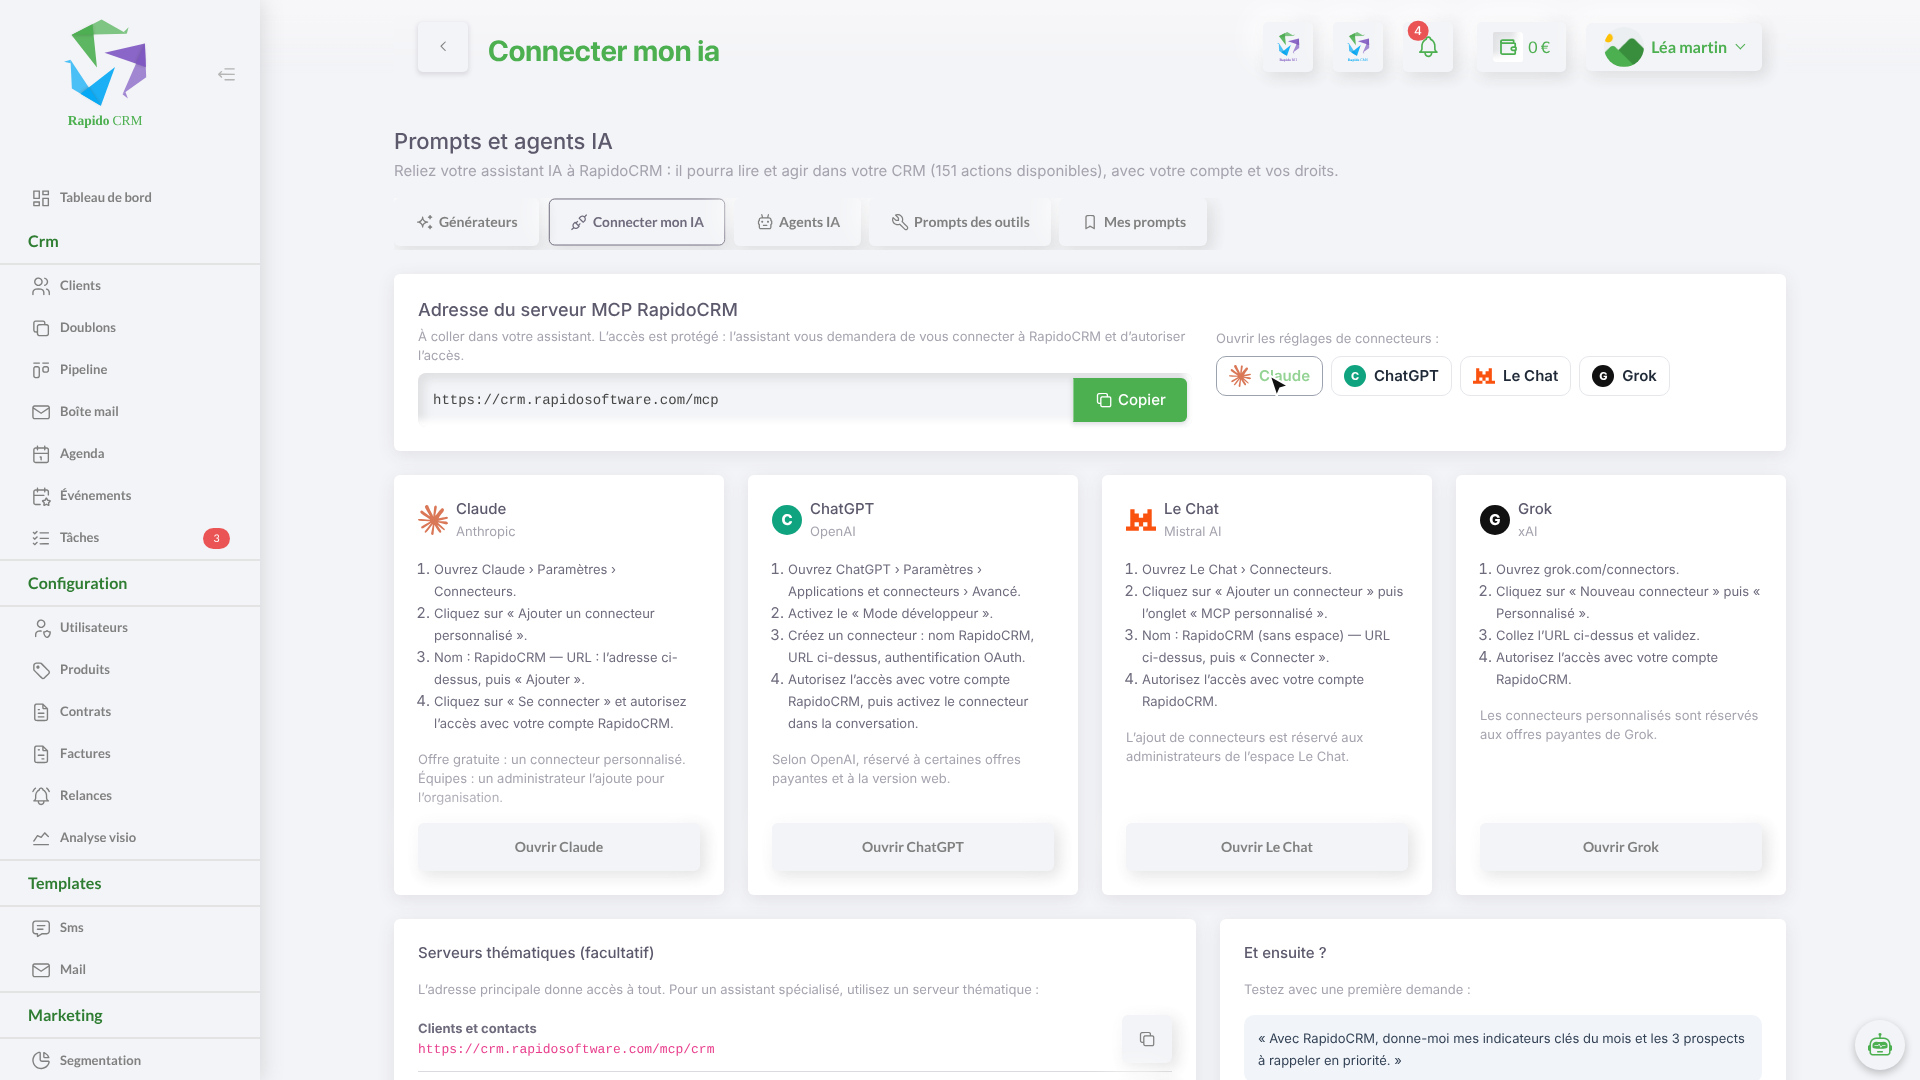 Rapido CRM
Tableau de bord
Crm
Clients
Doublons
Pipeline
Boîte mail
Agenda
Événements
Tâches 3
Configuration
Utilisateurs
Produits
Contrats
Factures
Relances
Analyse visio
Templates
Sms
Mail
Marketing
Segmentation
Connecter mon ia
4
0 €
Léa martin
Prompts et agents IA
Reliez votre assistant IA à RapidoCRM : il pourra lire et agir dans votre CRM (151 actions disponibles), avec votre compte et vos droits.
Générateurs
Connecter mon IA
Agents IA
Prompts des outils
Mes prompts
Adresse du serveur MCP RapidoCRM
À coller dans votre assistant. L’accès est protégé : l’assistant vous demandera de vous connecter à RapidoCRM et d’autoriser
l’accès.
https://crm.rapidosoftware.com/mcp
Copier
Ouvrir les réglages de connecteurs :
Claude
C ChatGPT
Le Chat
G Grok
Claude
Anthropic
1. Ouvrez Claude › Paramètres ›
Connecteurs.
2. Cliquez sur « Ajouter un connecteur
personnalisé ».
3. Nom : RapidoCRM — URL : l’adresse ci-
dessus, puis « Ajouter ».
4. Cliquez sur « Se connecter » et autorisez
l’accès avec votre compte RapidoCRM.
Offre gratuite : un connecteur personnalisé.
Équipes : un administrateur l’ajoute pour
l’organisation.
Ouvrir Claude
C
ChatGPT
OpenAI
1. Ouvrez ChatGPT › Paramètres ›
Applications et connecteurs › Avancé.
2. Activez le « Mode développeur ».
3. Créez un connecteur : nom RapidoCRM,
URL ci-dessus, authentification OAuth.
4. Autorisez l’accès avec votre compte
RapidoCRM, puis activez le connecteur
dans la conversation.
Selon OpenAI, réservé à certaines offres
payantes et à la version web.
Ouvrir ChatGPT
Le Chat
Mistral AI
1. Ouvrez Le Chat › Connecteurs.
2. Cliquez sur « Ajouter un connecteur » puis
l’onglet « MCP personnalisé ».
3. Nom : RapidoCRM (sans espace) — URL
ci-dessus, puis « Connecter ».
4. Autorisez l’accès avec votre compte
RapidoCRM.
L’ajout de connecteurs est réservé aux
administrateurs de l’espace Le Chat.
Ouvrir Le Chat
G
Grok
xAI
1. Ouvrez grok.com/connectors.
2. Cliquez sur « Nouveau connecteur » puis «
Personnalisé ».
3. Collez l’URL ci-dessus et validez.
4. Autorisez l’accès avec votre compte
RapidoCRM.
Les connecteurs personnalisés sont réservés
aux offres payantes de Grok.
Ouvrir Grok
Serveurs thématiques (facultatif)
L’adresse principale donne accès à tout. Pour un assistant spécialisé, utilisez un serveur thématique :
Clients et contacts
https://crm.rapidosoftware.com/mcp/crm
Et ensuite ?
Testez avec une première demande :
« Avec RapidoCRM, donne-moi mes indicateurs clés du mois et les 3 prospects
à rappeler en priorité. »